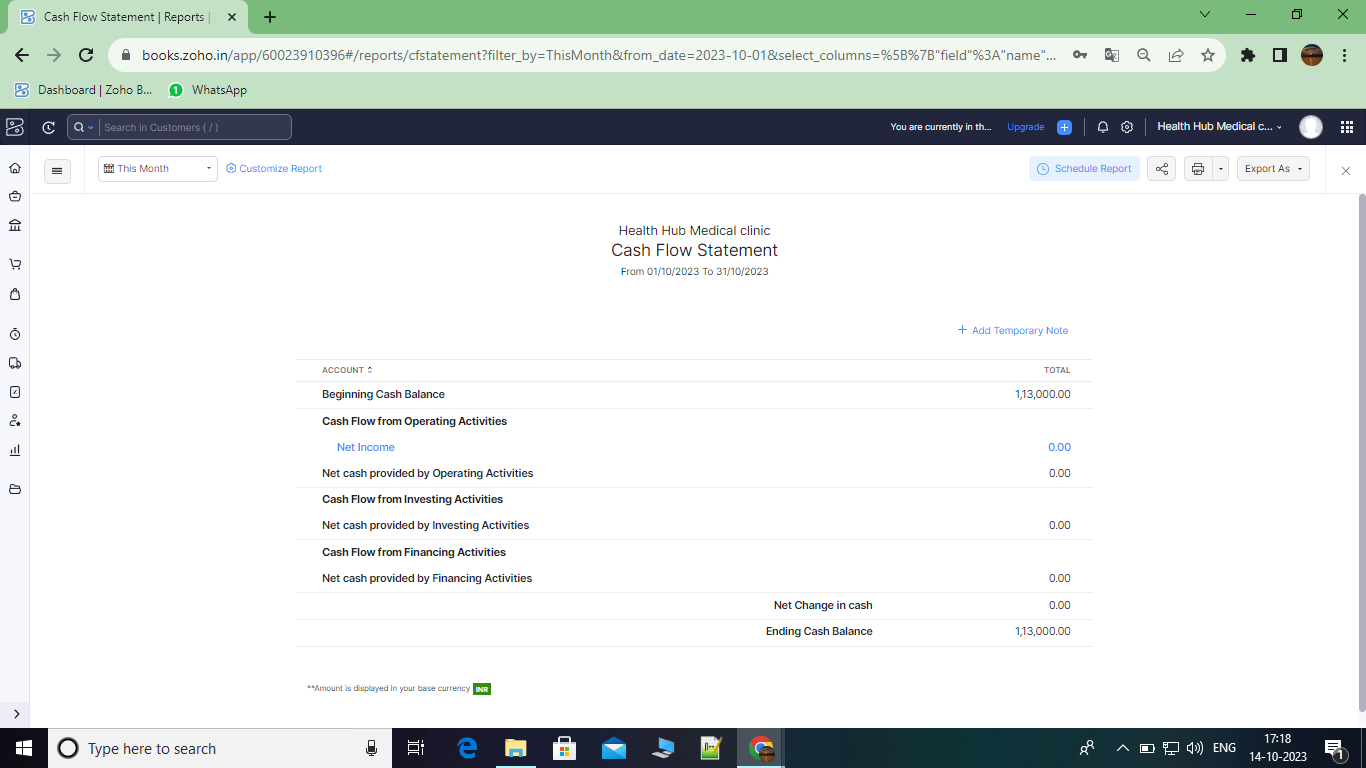 Cash Flow Statement | Reports |
books.zoho.in/app/60023910396#/reports/cfstatement?filter_by=ThisMonth&from_date=2023-10-01&select_columns=%5B%7B"field"%3A"name"...
Dashboard | Zoho B...
1
WhatsApp
Search in Customers ( / )
You are currently in th...
Upgrade
Health Hub Medical c...
This Month
Customize Report
Schedule Report
Export As
Health Hub Medical clinic
Cash Flow Statement
From 01/10/2023 To 31/10/2023
Add Temporary Note
ACCOUNT TOTAL
Beginning Cash Balance 1,13,000.00
Cash Flow from Operating Activities
Net Income 0.00
Net cash provided by Operating Activities 0.00
Cash Flow from Investing Activities
Net cash provided by Investing Activities 0.00
Cash Flow from Financing Activities
Net cash provided by Financing Activities 0.00
Net Change in cash 0.00
Ending Cash Balance 1,13,000.00
**Amount is displayed in your base currency INR
Type here to search
ENG
17:18
14-10-2023
1